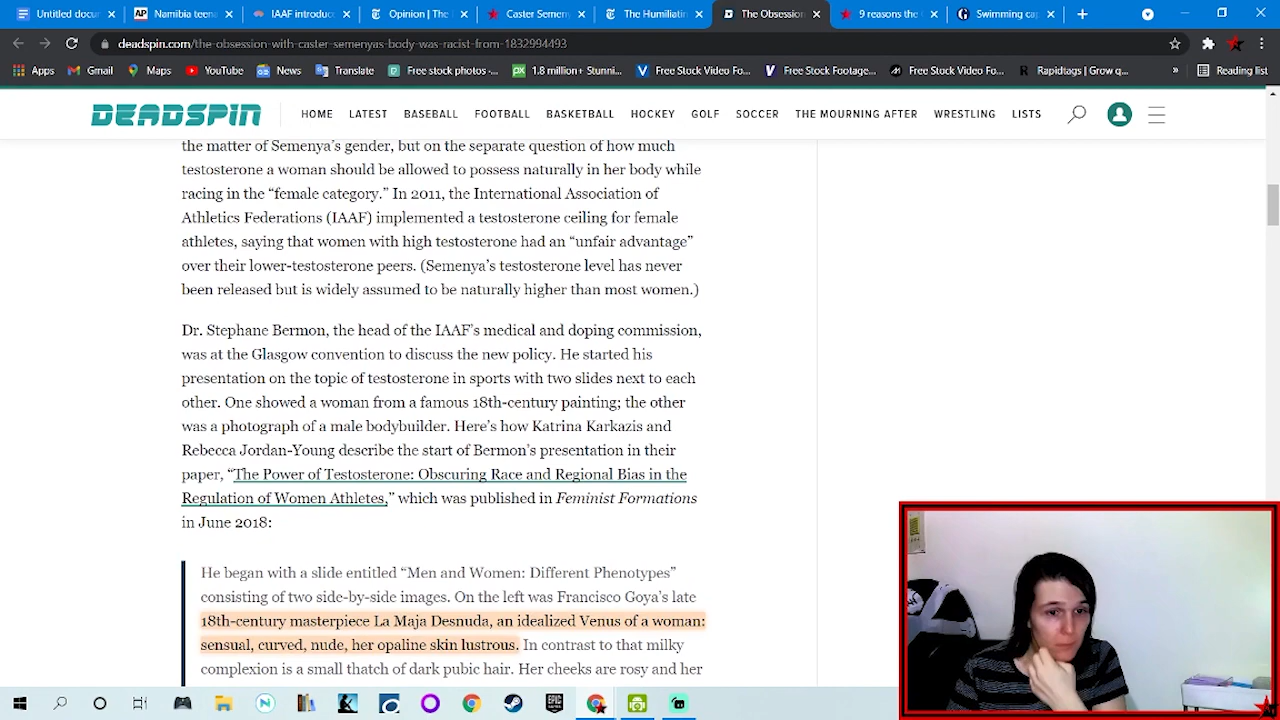 Untitled docum
AP
Namibia teena
IAAF introduc
Opinion | The
Caster Semeny
The Humiliatin
The Obsession
9 reasons the
Swimming cap
deadspin.com/the-obsession-with-caster-semenyas-body-was-racist-from-1832994493
Apps
Gmail
Maps
YouTube
News
Translate
Free stock photos -...
1.8 million+ Stunni...
Free Stock Video Fo...
Free Stock Footage...
Free Stock Video Fo...
Rapidtags | Grow q...
»
Reading list
DEADSPIN
HOME
LATEST
BASEBALL
FOOTBALL
BASKETBALL
HOCKEY
GOLF
SOCCER
THE MOURNING AFTER
WRESTLING
LISTS
the matter of Semenya's gender, but on the separate question of how much
testosterone a woman should be allowed to possess naturally in her body while
racing in the “female category.” In 2011, the International Association of
Athletics Federations (IAAF) implemented a testosterone ceiling for female
athletes, saying that women with high testosterone had an “unfair advantage”
over their lower-testosterone peers. (Semenya's testosterone level has never
been released but is widely assumed to be naturally higher than most women.)
Dr. Stephane Bermon, the head of the IAAF's medical and doping commission,
was at the Glasgow convention to discuss the new policy. He started his
presentation on the topic of testosterone in sports with two slides next to each
other. One showed a woman from a famous 18th-century painting; the other
was a photograph of a male bodybuilder. Here's how Katrina Karkazis and
Rebecca Jordan-Young describe the start of Bermon's presentation in their
paper, “The Power of Testosterone: Obscuring Race and Regional Bias in the
Regulation of Women Athletes,” which was published in Feminist Formations
in June 2018:
He began with a slide entitled “Men and Women: Different Phenotypes”
consisting of two side-by-side images. On the left was Francisco Goya's late
18th-century masterpiece La Maja Desnuda, an idealized Venus of a woman:
sensual, curved, nude, her opaline skin lustrous. In contrast to that milky
complexion is a small thatch of dark pubic hair. Her cheeks are rosy and her